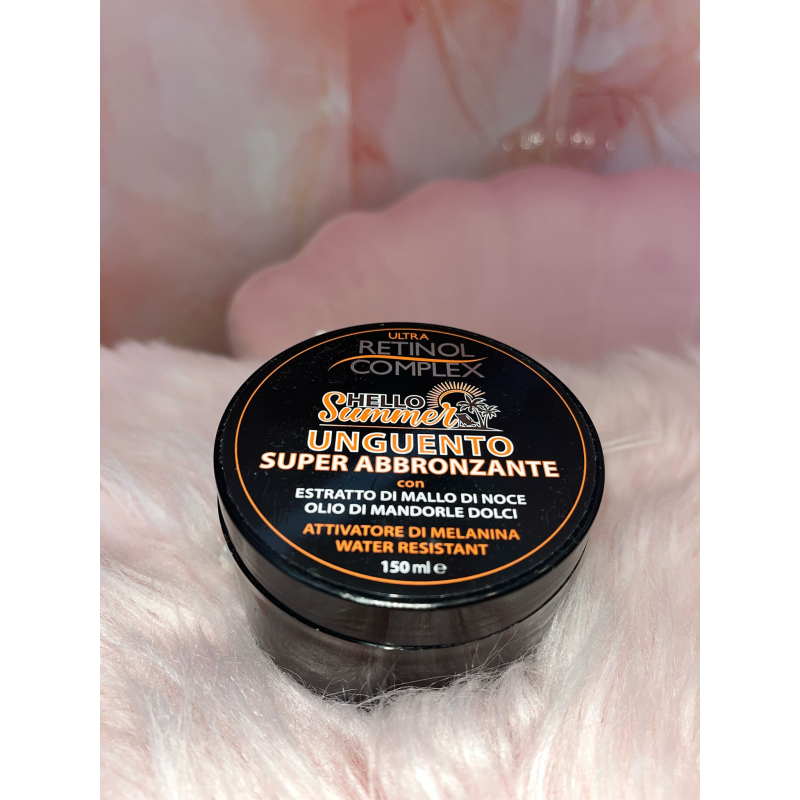 ULTRA
RETINOL
COMPLEX
HELLO
Summer
UNGUENTO
SUPER ABBRONZANTE
con
ESTRATTO DI MALLO DI NOCE
OLIO DI MANDORLE DOLCI
ATTIVATORE DI MELANINA
WATER RESISTANT
150 ml ℮